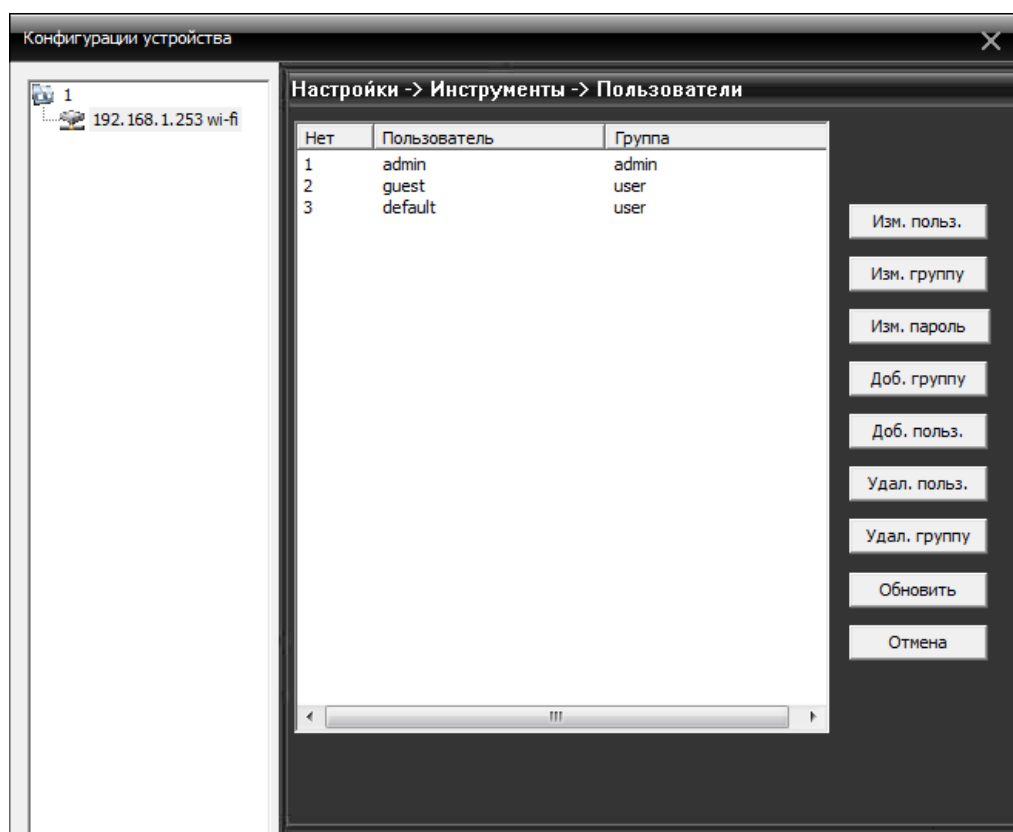 Конфигурации устройства
1
192.168.1.253 wi-fi
Настройки -> Инструменты -> Пользователи
Нет Пользователь Группа
1 admin admin
2 guest user
3 default user
Изм. польз.
Изм. группу
Изм. пароль
Доб. группу
Доб. польз.
Удал. польз.
Удал. группу
Обновить
Отмена